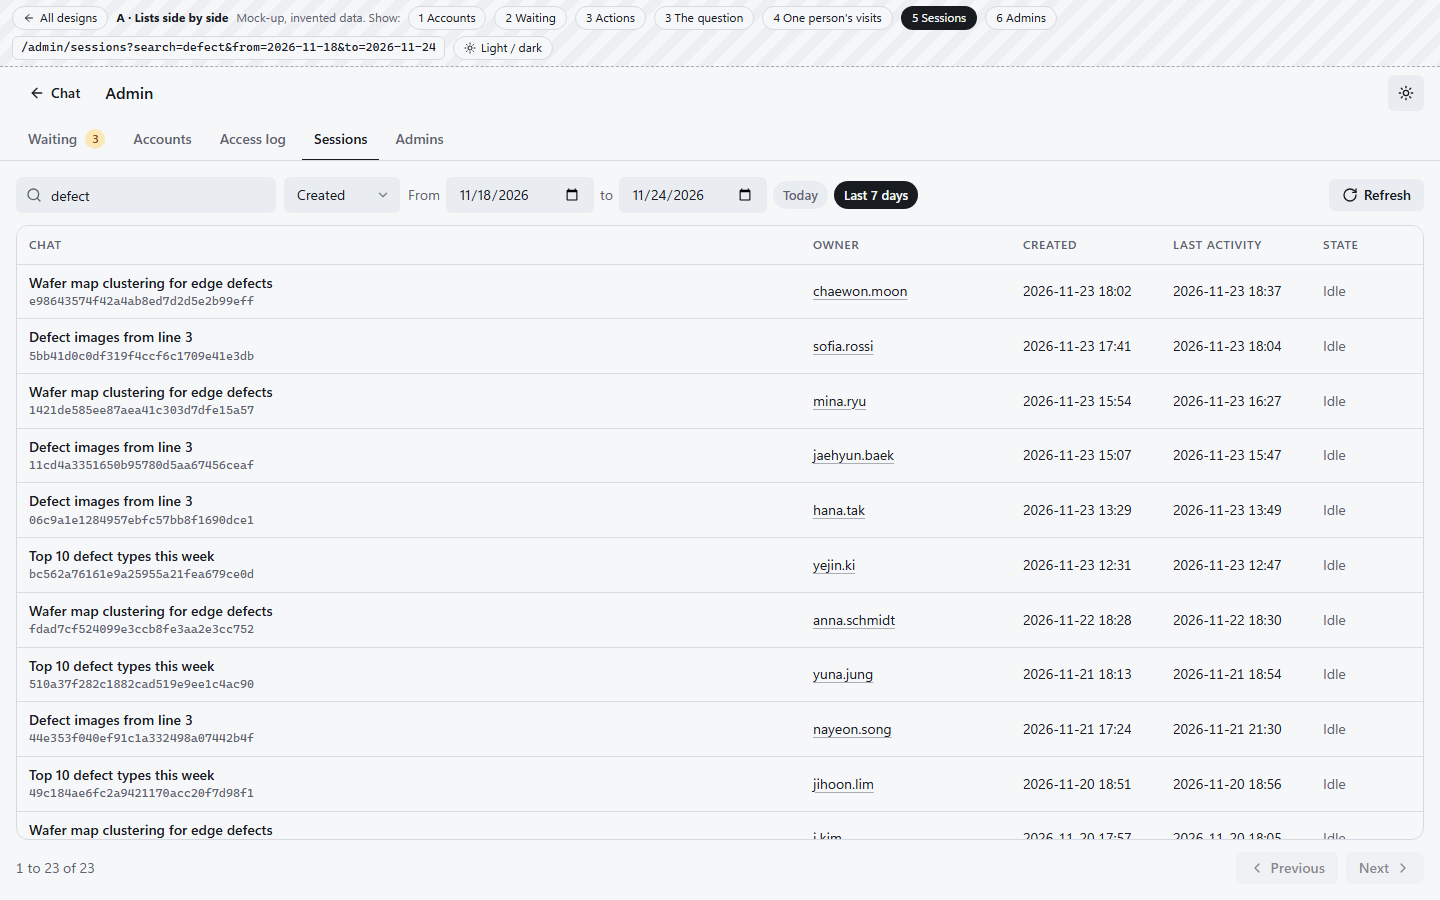 ← All designs A · Lists side by side Mock-up, invented data. Show: 1 Accounts 2 Waiting 3 Actions 3 The question 4 One person's visits 5 Sessions 6 Admins
/admin/sessions?search=defect&from=2026-11-18&to=2026-11-24 Light / dark
← Chat Admin
Waiting 3 Accounts Access log Sessions Admins
defect Created From 11/18/2026 to 11/24/2026 Today Last 7 days Refresh
CHAT OWNER CREATED LAST ACTIVITY STATE
Wafer map clustering for edge defects
e98643574f42a4ab8ed7d2d5e2b99eff chaewon.moon 2026-11-23 18:02 2026-11-23 18:37 Idle
Defect images from line 3
5bb41d0c0df319f4ccf6c1709e41e3db sofia.rossi 2026-11-23 17:41 2026-11-23 18:04 Idle
Wafer map clustering for edge defects
1421de585ee87aea41c303d7dfe15a57 mina.ryu 2026-11-23 15:54 2026-11-23 16:27 Idle
Defect images from line 3
11cd4a3351650b95780d5aa67456ceaf jaehyun.baek 2026-11-23 15:07 2026-11-23 15:47 Idle
Defect images from line 3
06c9a1e1284957ebfc57bb8f1690dce1 hana.tak 2026-11-23 13:29 2026-11-23 13:49 Idle
Top 10 defect types this week
bc562a76161e9a25955a21fea679ce0d yejin.ki 2026-11-23 12:31 2026-11-23 12:47 Idle
Wafer map clustering for edge defects
fdad7cf524099e3ccb8fe3aa2e3cc752 anna.schmidt 2026-11-22 18:28 2026-11-22 18:30 Idle
Top 10 defect types this week
510a37f282c1882cad519e9ee1c4ac90 yuna.jung 2026-11-21 18:13 2026-11-21 18:54 Idle
Defect images from line 3
44e353f040ef91c1a332498a07442b4f nayeon.song 2026-11-21 17:24 2026-11-21 21:30 Idle
Top 10 defect types this week
49c184ae6fc2a9421170acc20f7d98f1 jihoon.lim 2026-11-20 18:51 2026-11-20 18:56 Idle
Wafer map clustering for edge defects
i.kim 2026-11-20 17:57 2026-11-20 18:05 Idle
1 to 23 of 23 Previous Next